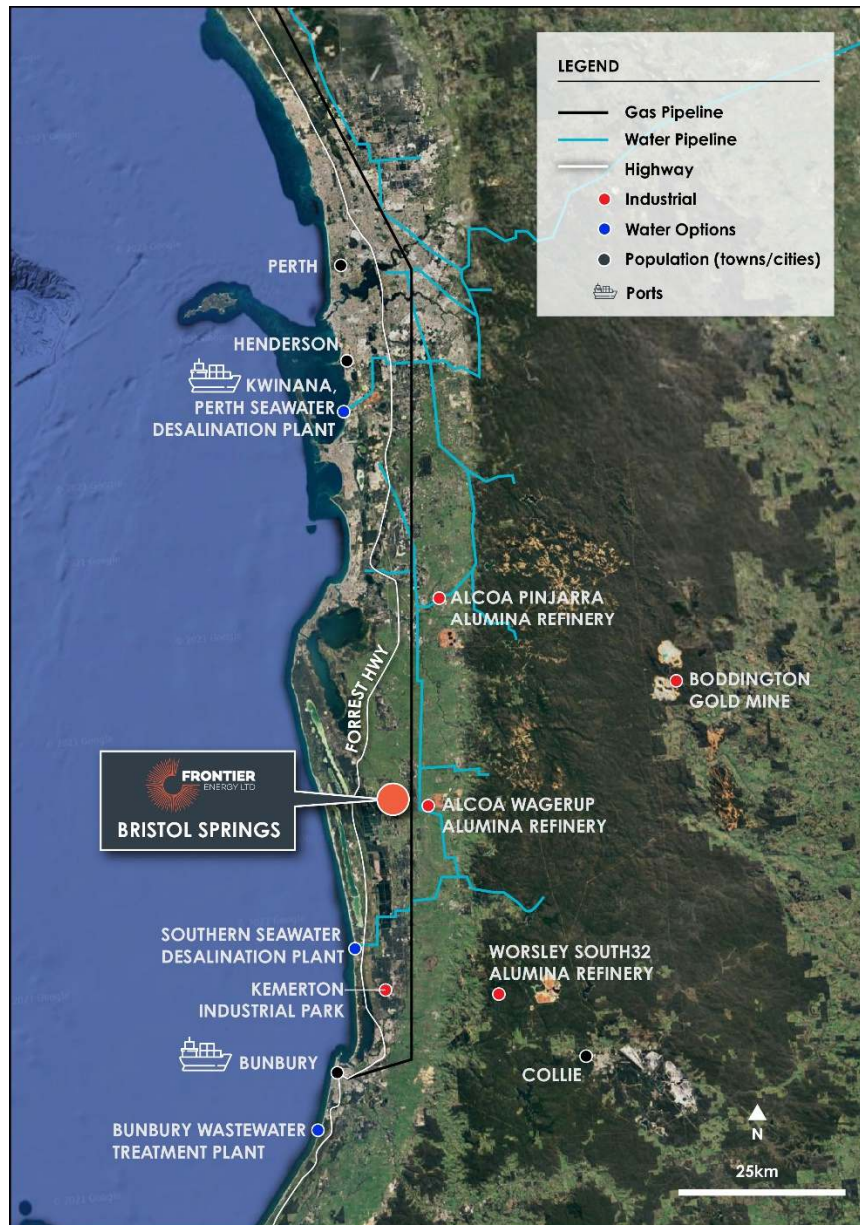 LEGEND
Gas Pipeline
Water Pipeline
Highway
Industrial
Water Options
Population (towns/cities)
Ports
PERTH
HENDERSON
KWINANA,
PERTH SEAWATER
DESALINATION PLANT
ALCOA PINJARRA
ALUMINA REFINERY
BODDINGTON
GOLD MINE
FORREST HWY
FRONTIER
ENERGY LTD
BRISTOL SPRINGS
ALCOA WAGERUP
ALUMINA REFINERY
SOUTHERN SEAWATER
DESALINATION PLANT
WORSLEY SOUTH32
ALUMINA REFINERY
KEMERTON
INDUSTRIAL PARK
BUNBURY
COLLIE
BUNBURY WASTEWATER
TREATMENT PLANT
N
25km